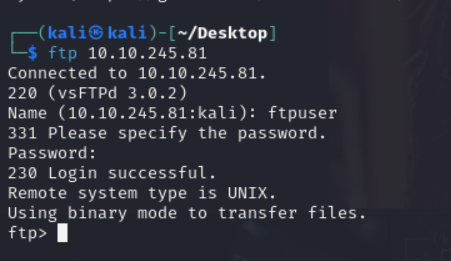 ┌──(kali㉿kali)-[~/Desktop]
└─$ ftp 10.10.245.81
Connected to 10.10.245.81.
220 (vsFTPd 3.0.2)
Name (10.10.245.81:kali): ftpuser
331 Please specify the password.
Password:
230 Login successful.
Remote system type is UNIX.
Using binary mode to transfer files.
ftp>